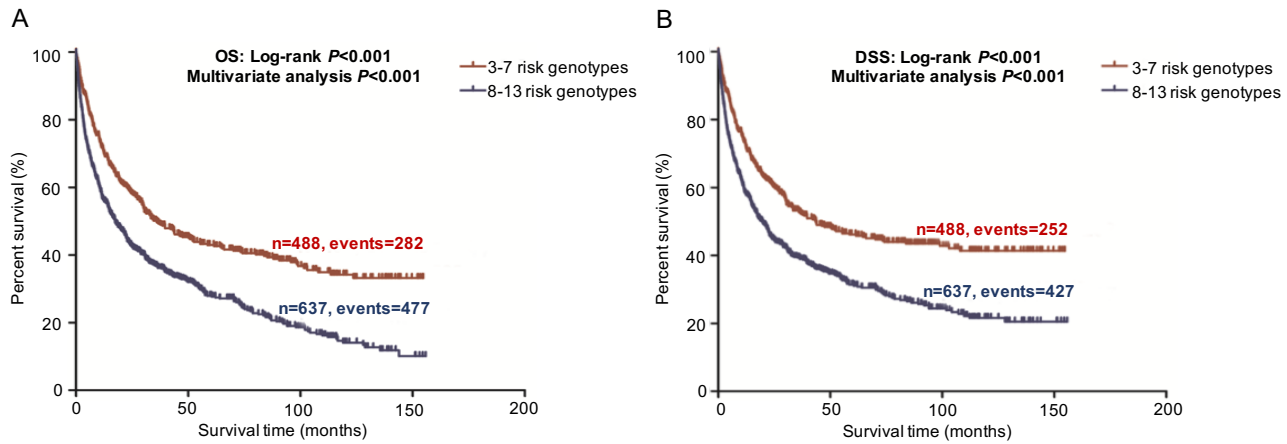 A
OS: Log-rank P<0.001
Multivariate analysis P<0.001
3-7 risk genotypes
8-13 risk genotypes
Percent survival (%)
100
80
60
40
20
0
n=488, events=282
n=637, events=477
0 50 100 150 200
Survival time (months)
B
DSS: Log-rank P<0.001
Multivariate analysis P<0.001
3-7 risk genotypes
8-13 risk genotypes
Percent survival (%)
100
80
60
40
20
0
n=488, events=252
n=637, events=427
0 50 100 150 200
Survival time (months)